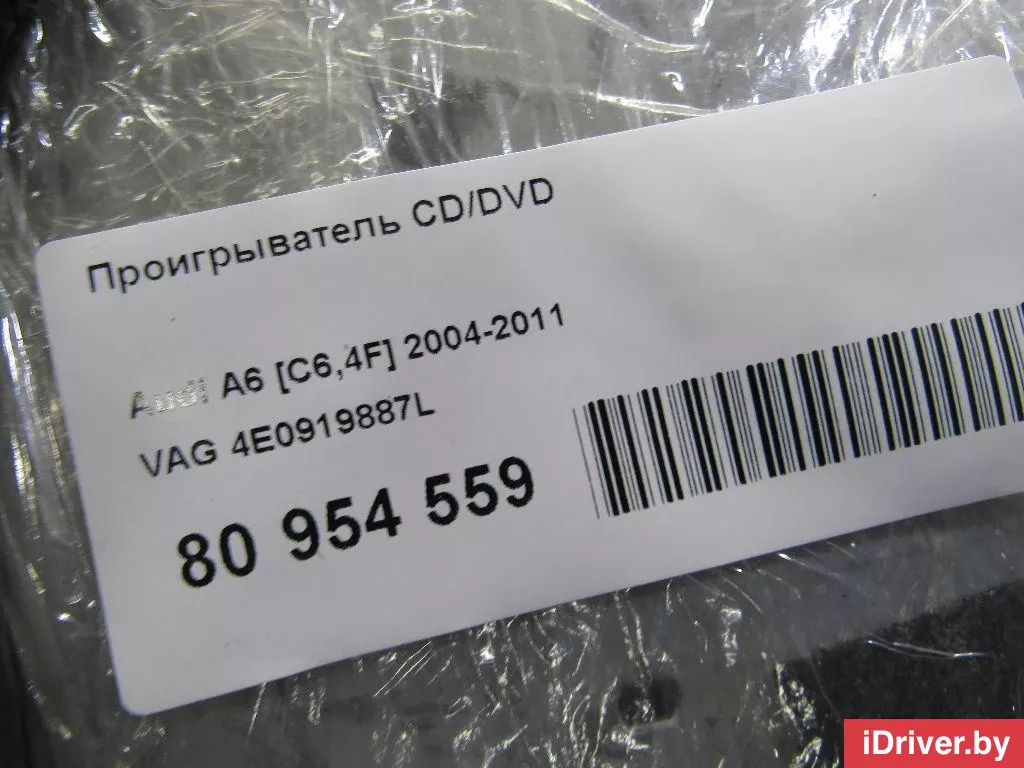 Проигрыватель CD/DVD
Audi A6 [C6,4F] 2004-2011
VAG 4E0919887L
80 954 559
iDriver.by